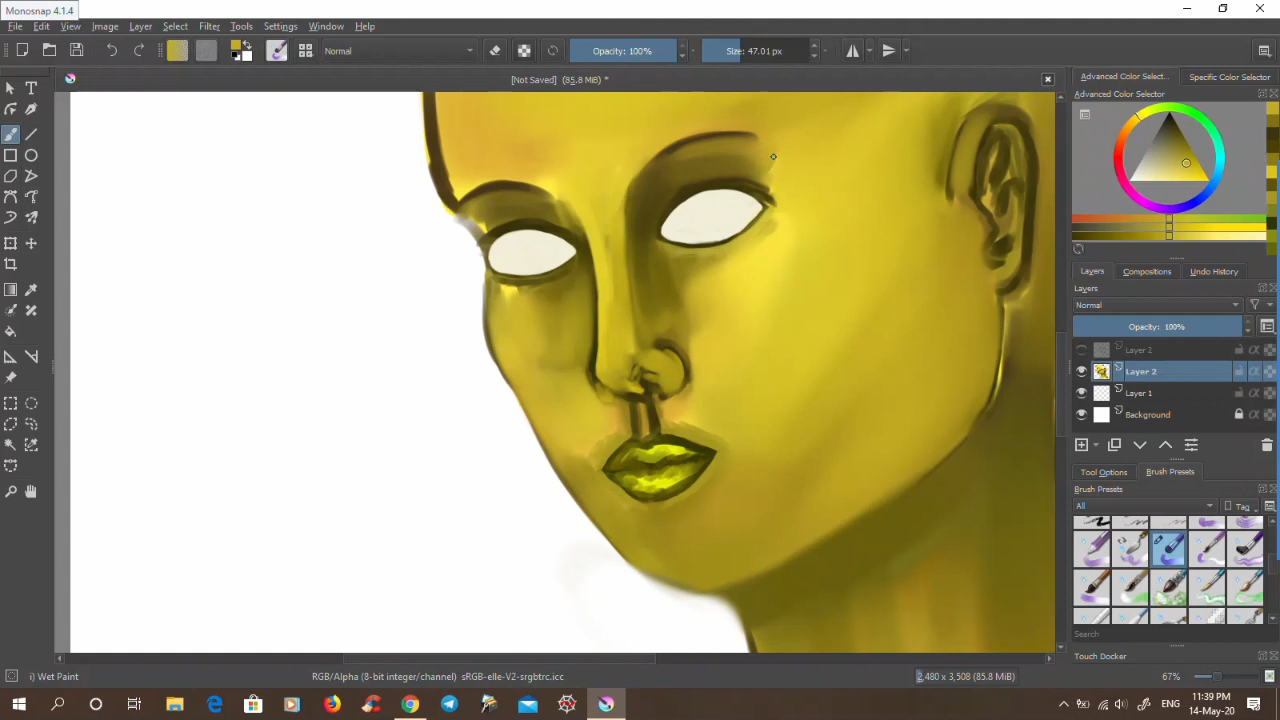 Monosnap 4.1.4
File Edit View Image Layer Select Filter Tools Settings Window Help
Normal
Opacity: 100%
Size: 47.01 px
[Not Saved] (85.8 MiB) *
Advanced Color Select...
Specific Color Selector
Advanced Color Selector
Layers
Compositions
Undo History
Layers
Normal
Opacity: 100%
Layer 2
Layer 2
Layer 1
Background
Tool Options
Brush Presets
Brush Presets
All
Tag
Search
Touch Docker
i) Wet Paint
RGB/Alpha (8-bit integer/channel) sRGB-elle-V2-srgbtrc.icc
2,480 x 3,508 (85.8 MiB)
67%
ENG
11:39 PM
14-May-20